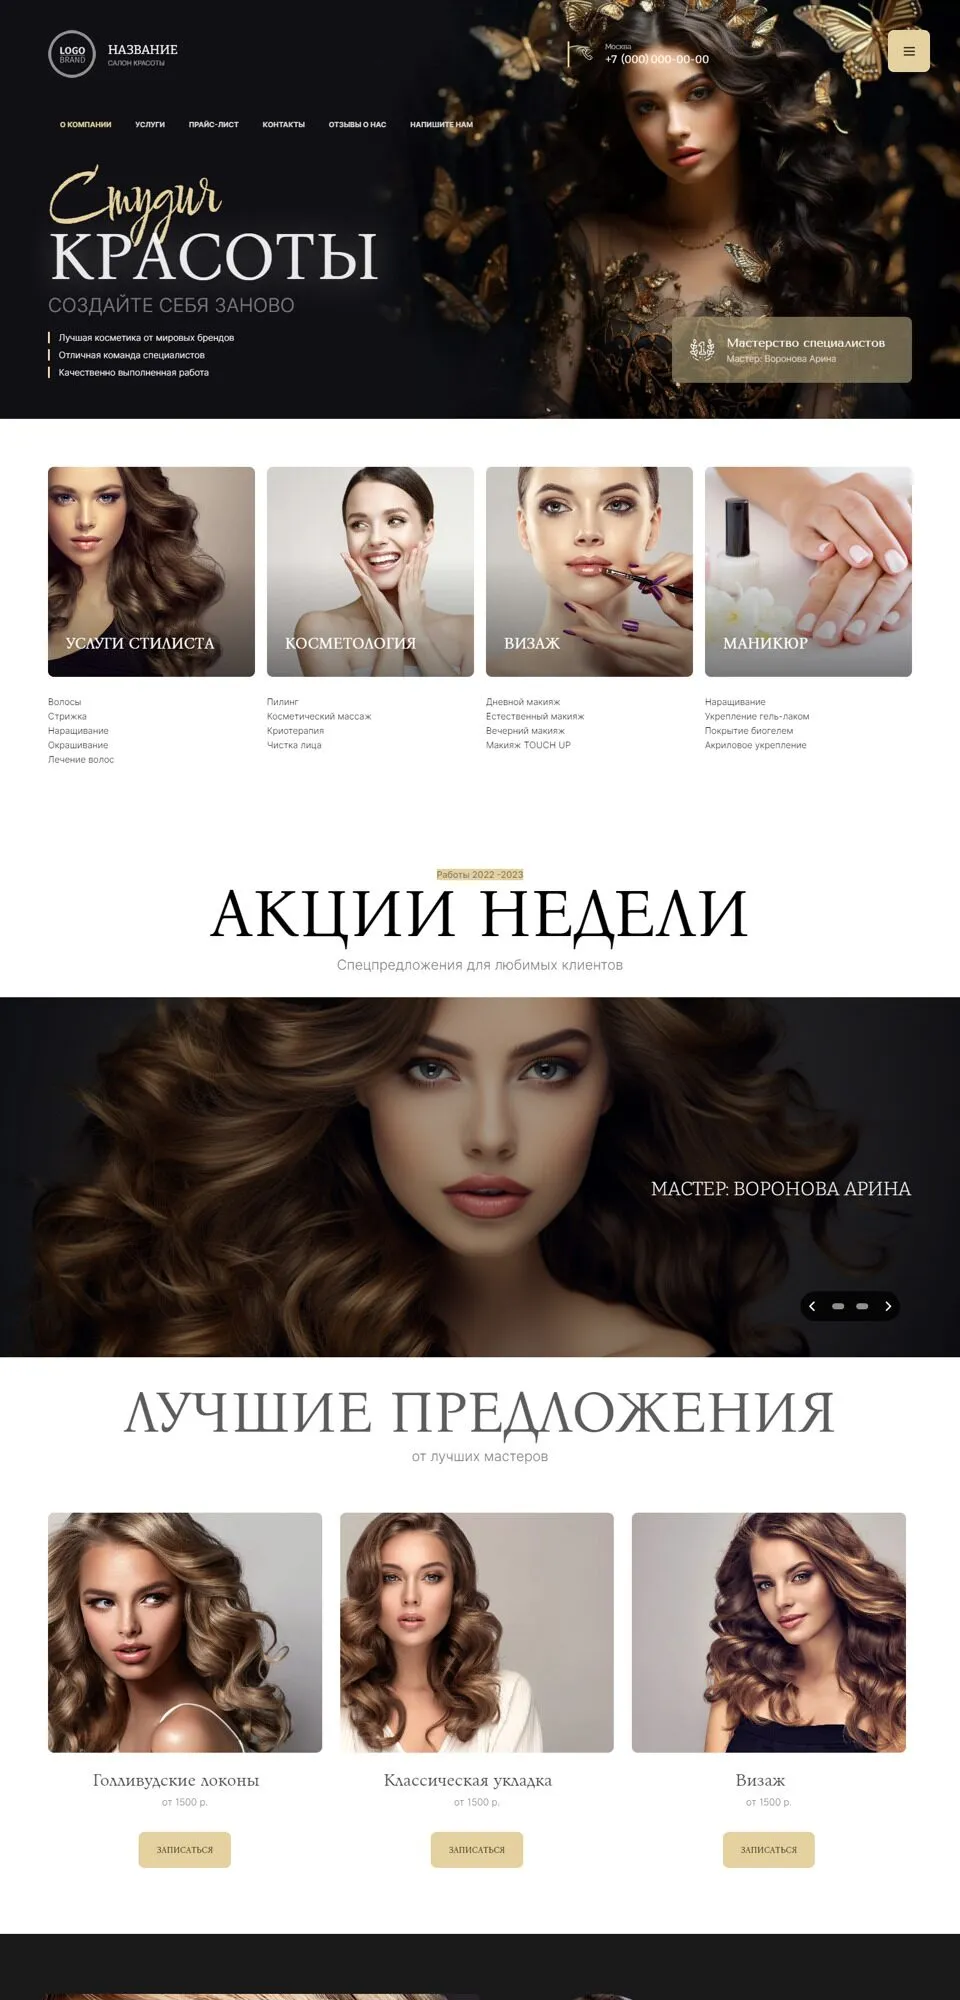 LOGO
BRAND
НАЗВАНИЕ
САЛОН КРАСОТЫ
Москва
+7 (000) 000-00-00
О КОМПАНИИ
УСЛУГИ
ПРАЙС-ЛИСТ
КОНТАКТЫ
ОТЗЫВЫ О НАС
НАПИШИТЕ НАМ
Студия
КРАСОТЫ
СОЗДАЙТЕ СЕБЯ ЗАНОВО
Лучшая косметика от мировых брендов
Отличная команда специалистов
Качественно выполненная работа
1
Мастерство специалистов
Мастер: Воронова Арина
УСЛУГИ СТИЛИСТА
Волосы
Стрижка
Наращивание
Окрашивание
Лечение волос
КОСМЕТОЛОГИЯ
Пилинг
Косметический массаж
Криотерапия
Чистка лица
ВИЗАЖ
Дневной макияж
Естественный макияж
Вечерний макияж
Макияж TOUCH UP
МАНИКЮР
Наращивание
Укрепление гель-лаком
Покрытие биогелем
Акриловое укрепление
Работы 2022 -2023
АКЦИИ НЕДЕЛИ
Спецпредложения для любимых клиентов
МАСТЕР: ВОРОНОВА АРИНА
ЛУЧШИЕ ПРЕДЛОЖЕНИЯ
от лучших мастеров
Голливудские локоны
от 1500 р.
ЗАПИСАТЬСЯ
Классическая укладка
от 1500 р.
ЗАПИСАТЬСЯ
Визаж
от 1500 р.
ЗАПИСАТЬСЯ